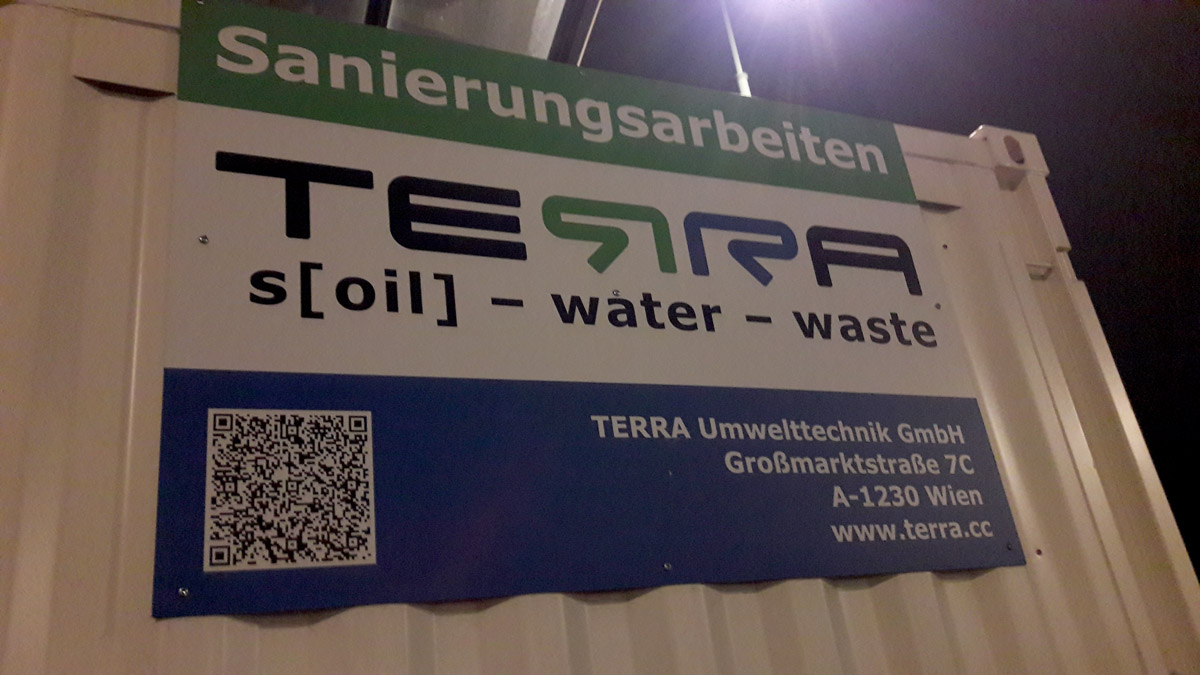 Sanierungsarbeiten
TERRA
s[oil] – water – waste
TERRA Umwelttechnik GmbH
Großmarktstraße 7C
A-1230 Wien
www.terra.cc